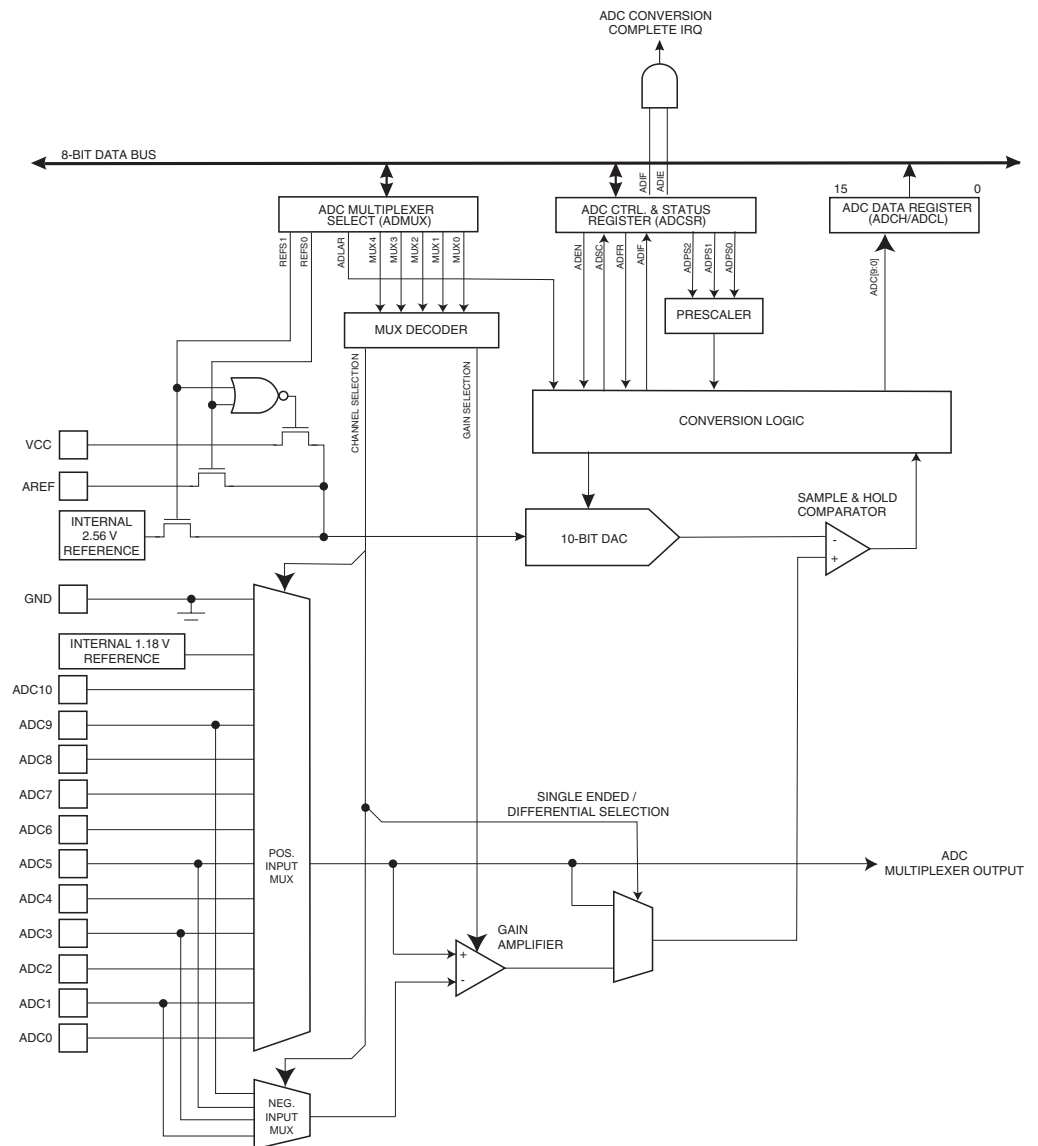 ADC CONVERSION
COMPLETE IRQ
8-BIT DATA BUS
ADIF
ADIE
15
0
ADC MULTIPLEXER
SELECT (ADMUX)
ADC CTRL. & STATUS
REGISTER (ADCSR)
ADC DATA REGISTER
(ADCH/ADCL)
REFS1
REFS0
ADLAR
MUX4
MUX3
MUX2
MUX1
MUX0
ADEN
ADSC
ADFR
ADIF
ADPS2
ADPS1
ADPS0
ADC[9:0]
PRESCALER
MUX DECODER
CHANNEL SELECTION
GAIN SELECTION
CONVERSION LOGIC
VCC
AREF
INTERNAL
2.56 V
REFERENCE
SAMPLE & HOLD
COMPARATOR
10-BIT DAC
-
+
GND
INTERNAL 1.18 V
REFERENCE
ADC10
ADC9
ADC8
ADC7
ADC6
ADC5
ADC4
ADC3
ADC2
ADC1
ADC0
POS.
INPUT
MUX
SINGLE ENDED /
DIFFERENTIAL SELECTION
ADC
MULTIPLEXER OUTPUT
GAIN
AMPLIFIER
+
-
NEG.
INPUT
MUX